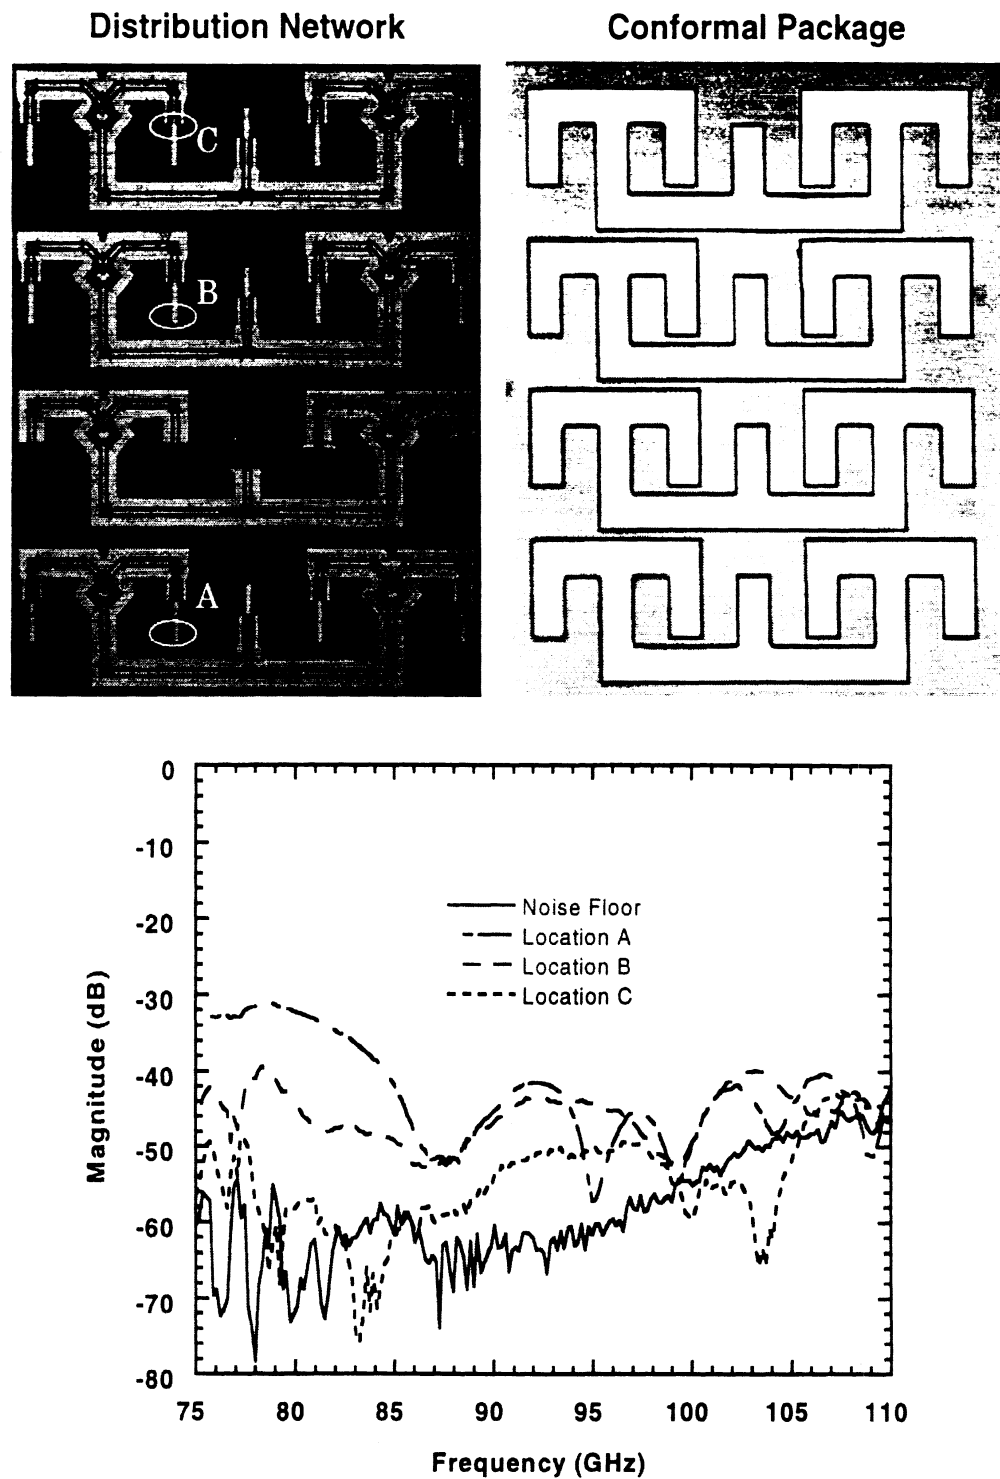 Distribution Network
Conformal Package
C
B
A
0
-10
-20
-30
-40
-50
-60
-70
-80
Magnitude (dB)
Noise Floor
Location A
Location B
Location C
75 80 85 90 95 100 105 110
Frequency (GHz)